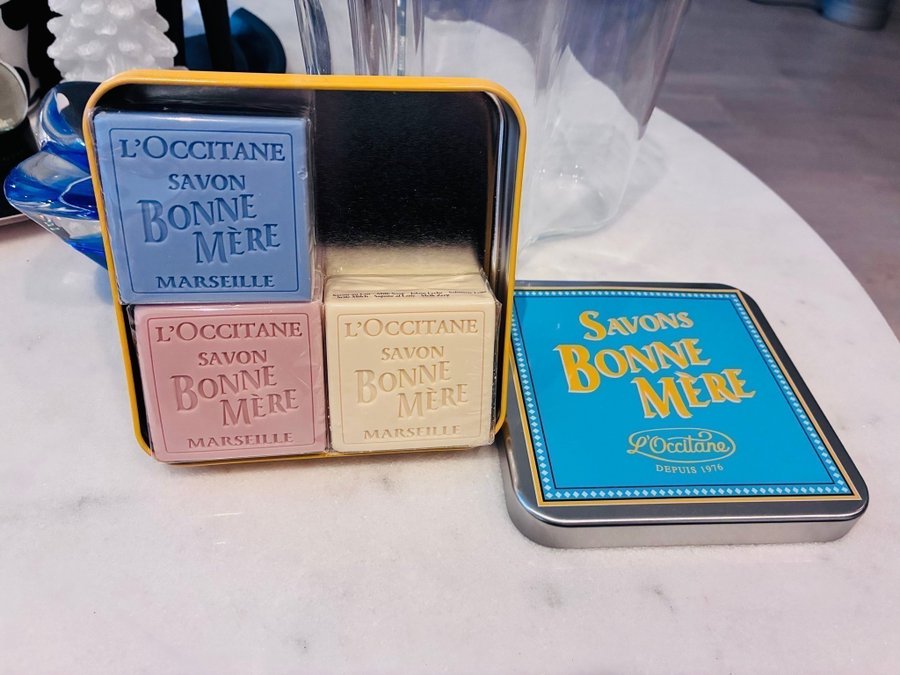 L'OCCITANE
SAVON
BONNE
MÈRE
MARSEILLE
L'OCCITANE
SAVON
BONNE
MÈRE
MARSEILLE
L'OCCITANE
SAVON
BONNE
MÈRE
MARSEILLE
SAVONS
BONNE
MÈRE
L'Occitane
DEPUIS 1976